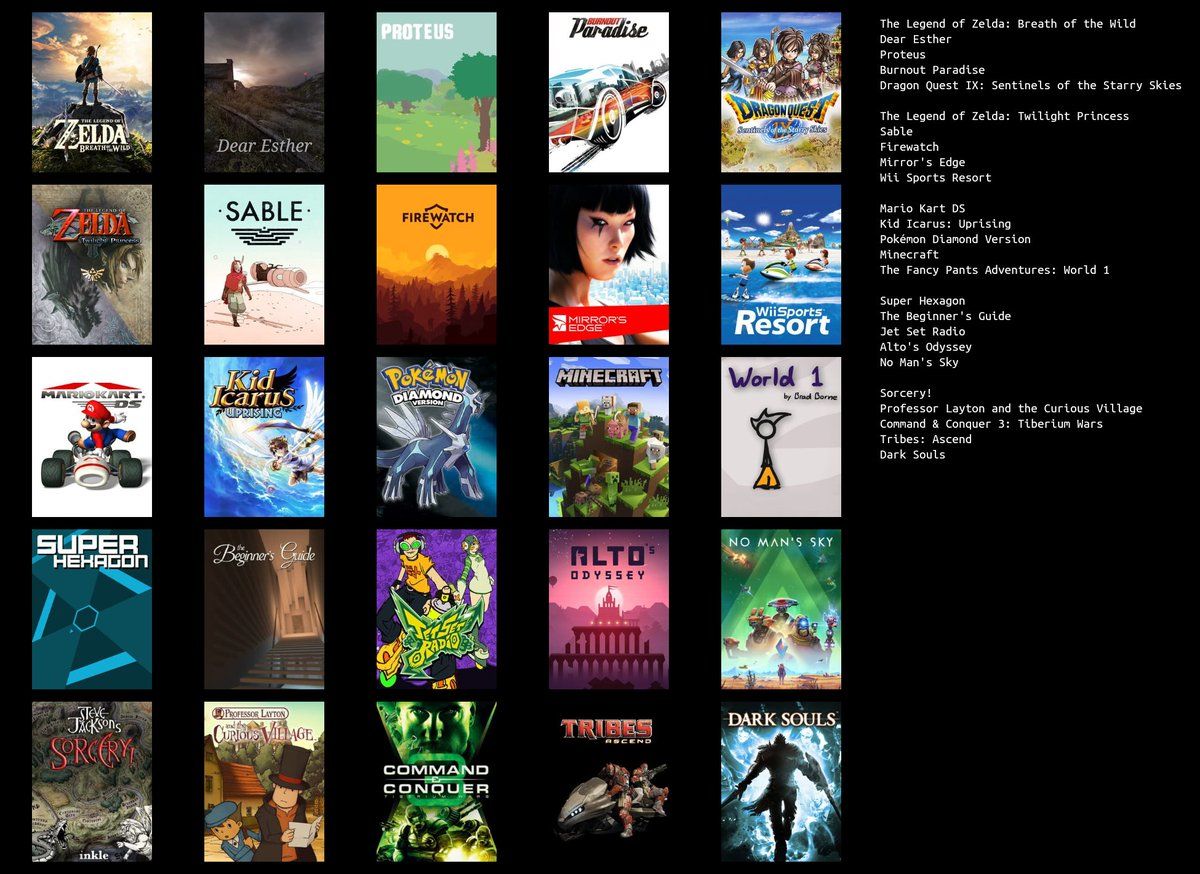 THE LEGEND OF
ZELDA
BREATH OF THE WILD
Dear Esther
PROTEUS
BURNOUT
Paradise
DRAGON QUEST
IX
Sentinels of the Starry Skies
THE LEGEND OF
ZELDA
Twilight Princess
·SABLE·
FIREWATCH
MIRROR'S
EDGE
Wii Sports
Resort
MARIOKART
DS
Kid
Icarus
UPRISING
POKéMON
DIAMOND
VERSION
MINECRAFT
World 1
by Brad Borne
SUPER
HEXAGON
the
Beginner's Guide
JET SET
RADIO
ALTO'S
ODYSSEY
NO MAN'S SKY
STEVE
JACKSON'S
SORCERY!
inkle
PROFESSOR LAYTON
and the
CURIOUS VILLAGE
3
COMMAND
&
CONQUER
TIBERIUM WARS
TRIBES
ASCEND
DARK SOULS
The Legend of Zelda: Breath of the Wild
Dear Esther
Proteus
Burnout Paradise
Dragon Quest IX: Sentinels of the Starry Skies
The Legend of Zelda: Twilight Princess
Sable
Firewatch
Mirror's Edge
Wii Sports Resort
Mario Kart DS
Kid Icarus: Uprising
Pokémon Diamond Version
Minecraft
The Fancy Pants Adventures: World 1
Super Hexagon
The Beginner's Guide
Jet Set Radio
Alto's Odyssey
No Man's Sky
Sorcery!
Professor Layton and the Curious Village
Command & Conquer 3: Tiberium Wars
Tribes: Ascend
Dark Souls